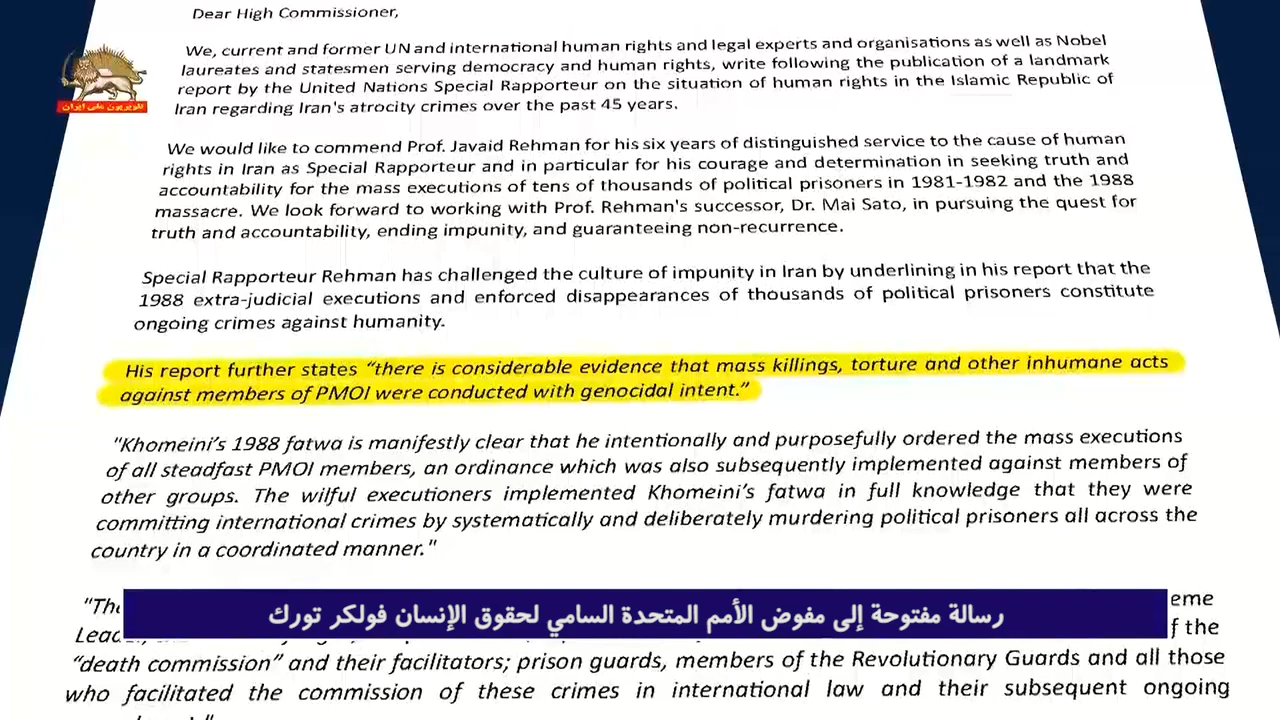 Dear High Commissioner,
We, current and former UN and international human rights and legal experts and organisations as well as Nobel
laureates and statesmen serving democracy and human rights, write following the publication of a landmark
report by the United Nations Special Rapporteur on the situation of human rights in the Islamic Republic of
Iran regarding Iran's atrocity crimes over the past 45 years.
We would like to commend Prof. Javaid Rehman for his six years of distinguished service to the cause of human
rights in Iran as Special Rapporteur and in particular for his courage and determination in seeking truth and
accountability for the mass executions of tens of thousands of political prisoners in 1981-1982 and the 1988
massacre. We look forward to working with Prof. Rehman's successor, Dr. Mai Sato, in pursuing the quest for
truth and accountability, ending impunity, and guaranteeing non-recurrence.
Special Rapporteur Rehman has challenged the culture of impunity in Iran by underlining in his report that the
1988 extra-judicial executions and enforced disappearances of thousands of political prisoners constitute
ongoing crimes against humanity.
His report further states “there is considerable evidence that mass killings, torture and other inhumane acts
against members of PMOI were conducted with genocidal intent.”
"Khomeini’s 1988 fatwa is manifestly clear that he intentionally and purposefully ordered the mass executions
of all steadfast PMOI members, an ordinance which was also subsequently implemented against members of
other groups. The wilful executioners implemented Khomeini’s fatwa in full knowledge that they were
committing international crimes by systematically and deliberately murdering political prisoners all across the
country in a coordinated manner."
رسالة مفتوحة إلى مفوض الأمم المتحدة السامي لحقوق الإنسان فولكر تورك
f the
“death commission” and their facilitators; prison guards, members of the Revolutionary Guards and all those
who facilitated the commission of these crimes in international law and their subsequent ongoing
تلویزیون ملی ایران